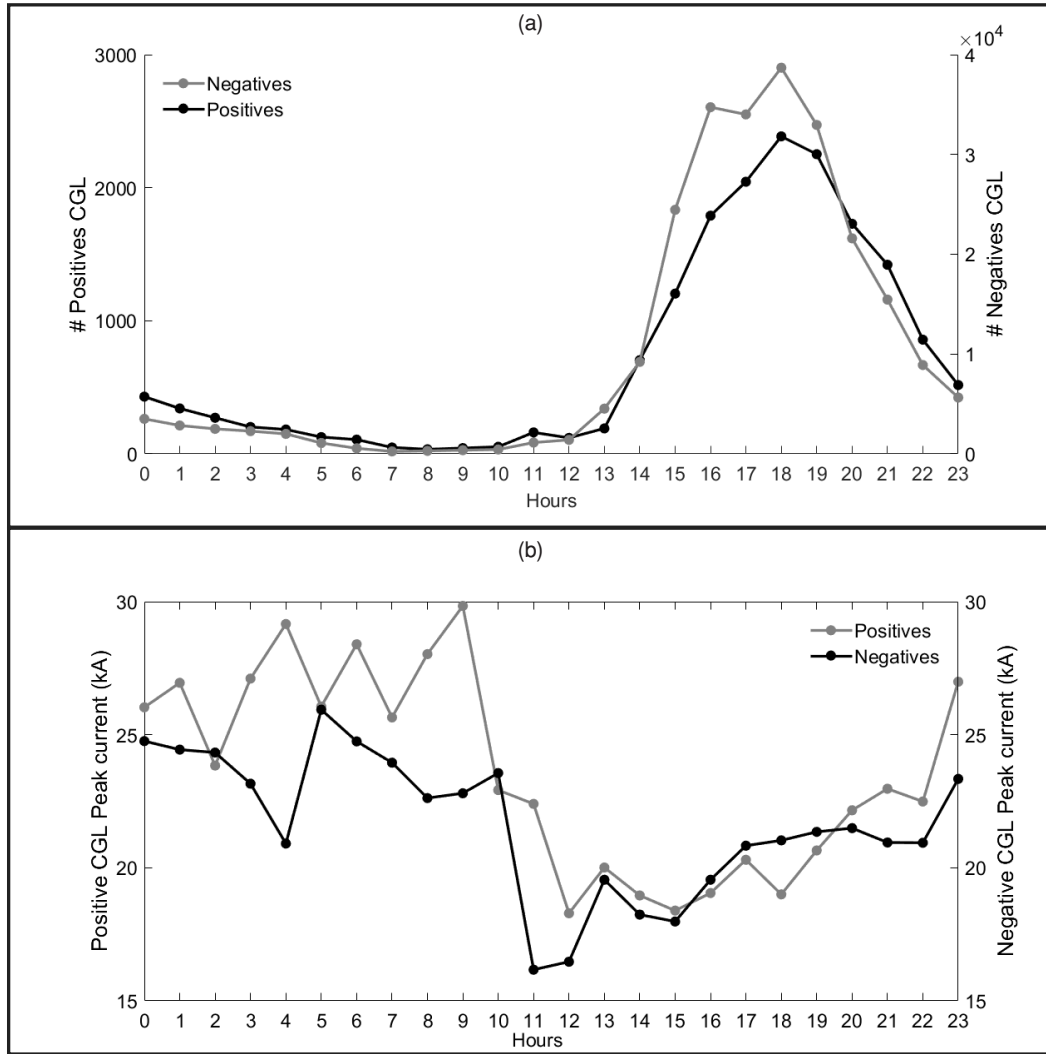 (a)
×10⁴
3000
2000
1000
0
# Positives CGL
Negatives
Positives
4
3
2
1
0
# Negatives CGL
0 1 2 3 4 5 6 7 8 9 10 11 12 13 14 15 16 17 18 19 20 21 22 23
Hours
(b)
30
25
20
15
Positive CGL Peak current (kA)
Positives
Negatives
30
25
20
15
Negative CGL Peak current (kA)
0 1 2 3 4 5 6 7 8 9 10 11 12 13 14 15 16 17 18 19 20 21 22 23
Hours